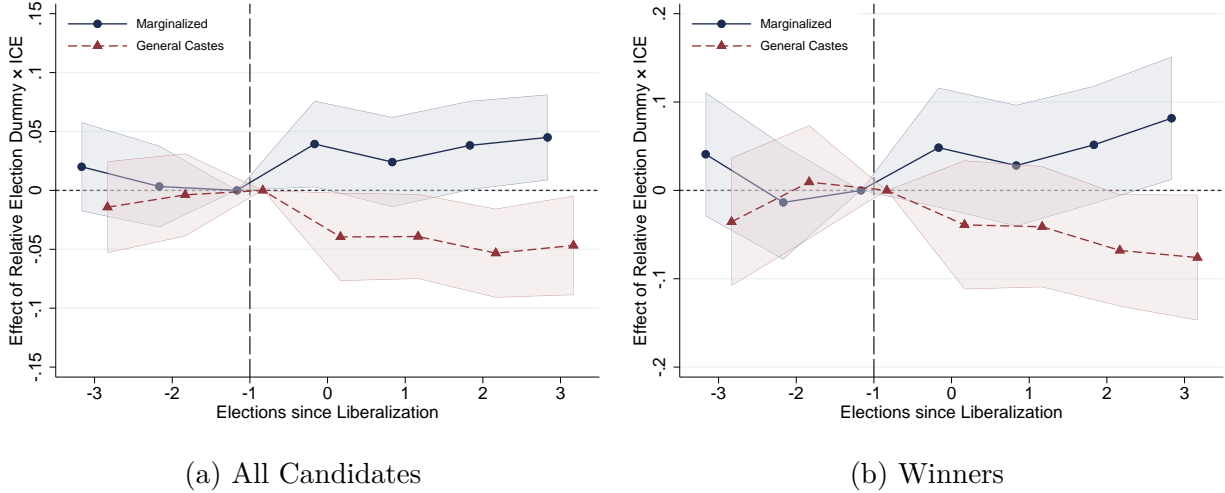 Effect of Relative Election Dummy × ICE
.15
.1
.05
0
-.05
-.1
-.15
Marginalized
General Castes
-3 -2 -1 0 1 2 3
Elections since Liberalization
(a) All Candidates
Effect of Relative Election Dummy × ICE
.2
.1
0
-.1
-.2
Marginalized
General Castes
-3 -2 -1 0 1 2 3
Elections since Liberalization
(b) Winners